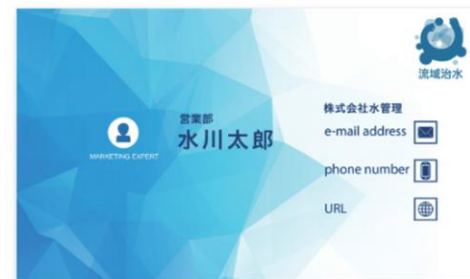 流域治水
MARKETING EXPERT
営業部
水川太郎
株式会社水管理
e-mail address
phone number
URL